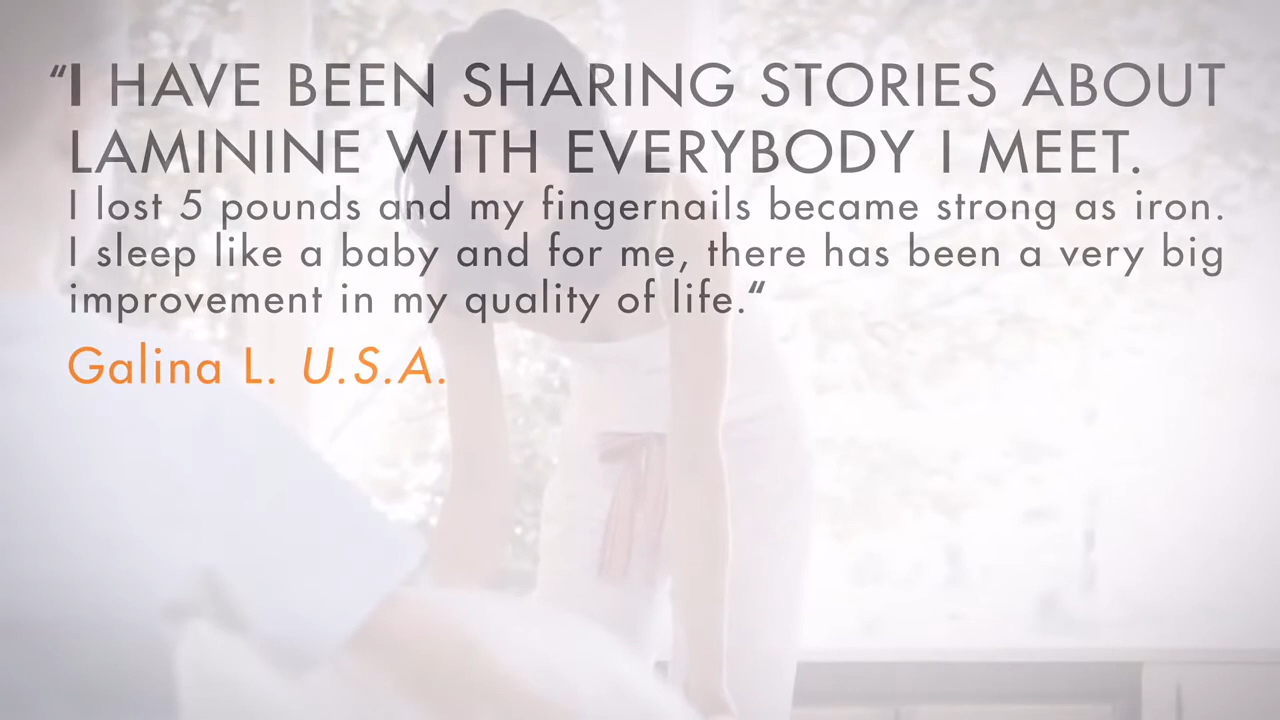 “I HAVE BEEN SHARING STORIES ABOUT
LAMININE WITH EVERYBODY I MEET.
I lost 5 pounds and my fingernails became strong as iron.
I sleep like a baby and for me, there has been a very big
improvement in my quality of life.“
Galina L. U.S.A.